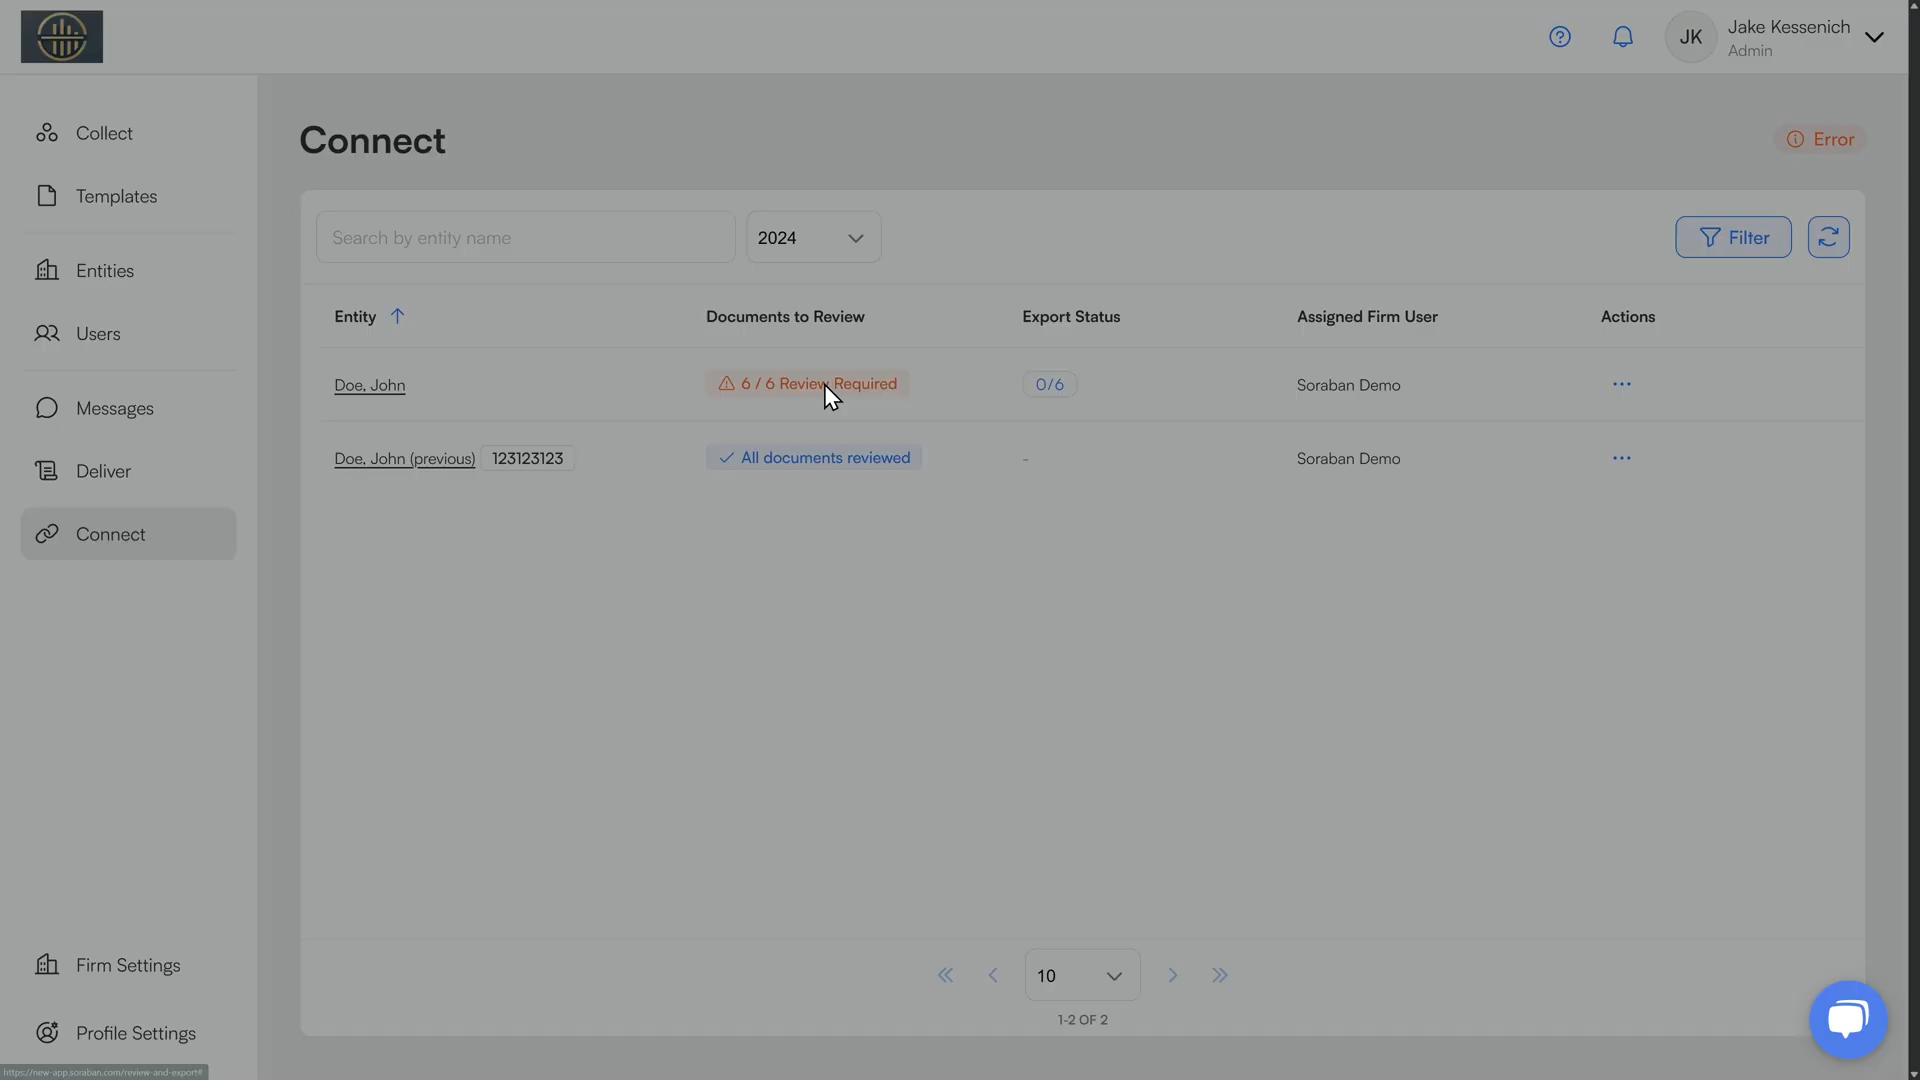 JK
Jake Kessenich
Admin
Collect
Templates
Entities
Users
Messages
Deliver
Connect
Firm Settings
Profile Settings
Connect
Error
Search by entity name
2024
Filter
Entity
Documents to Review
Export Status
Assigned Firm User
Actions
Doe, John
6 / 6 Review Required
0/6
Soraban Demo
Doe, John (previous)
123123123
All documents reviewed
-
Soraban Demo
10
1-2 OF 2
https://new-app.soraban.com/review-and-export#